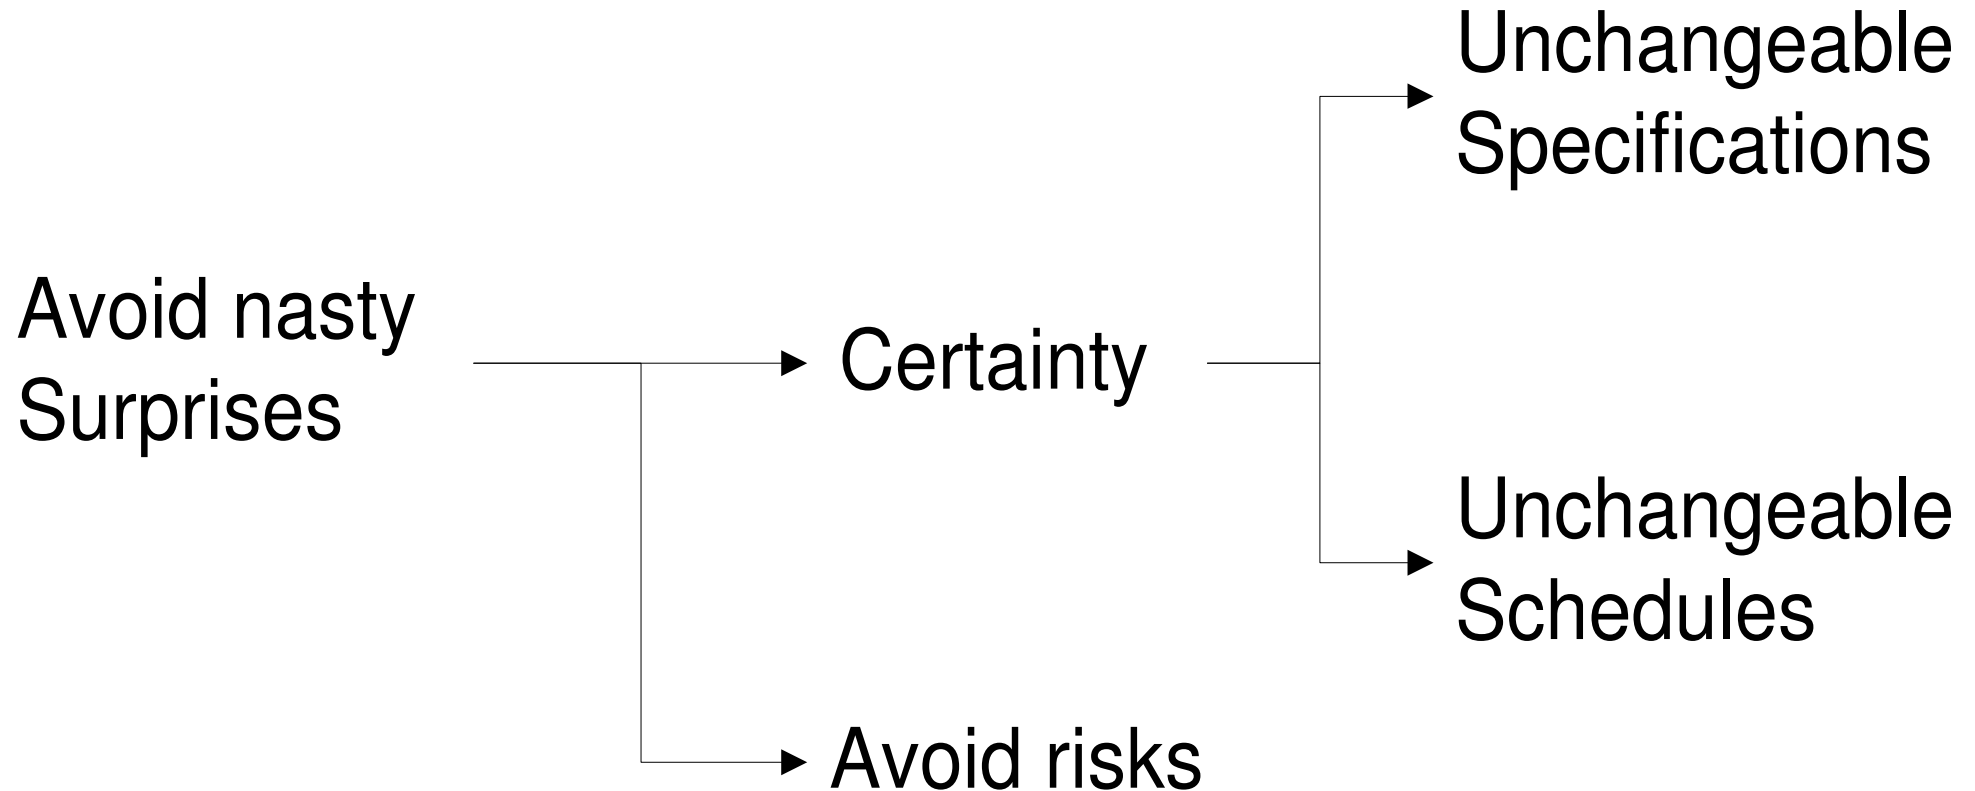 Avoid nasty
Surprises
Certainty
Avoid risks
Unchangeable
Specifications
Unchangeable
Schedules